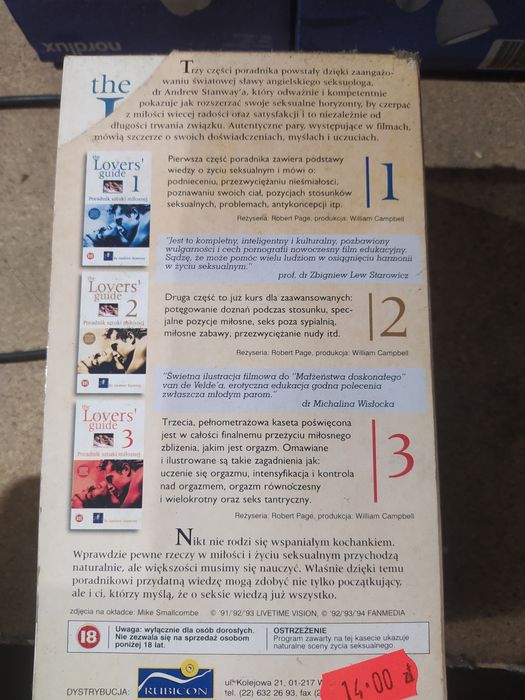 nordlux
the
Trzy części poradnika powstały dzięki zaangażo-
waniu światowej sławy angielskiego seksuologa,
dr Andrew Stanway'a, który odważnie i kompetentnie
pokazuje jak rozszerzać swoje seksualne horyzonty, by czerpać
z miłości wiecej radości oraz satysfakcji i to niezależnie od
długości trwania związku. Autentyczne pary, występujące w filmach,
mówią szczerze o swoich doświadczeniach, myślach i uczuciach.
the
Lovers'
guide 1
Poradnik sztuki miłosnej
18
Pierwsza część poradnika zawiera podstawy
wiedzy o życiu seksualnym i mówi o:
podnieceniu, przezwyciężaniu nieśmiałości,
poznawaniu swoich ciał, pozycjach stosunków
seksualnych, problemach, antykoncepcji itp.
1
Reżyseria: Robert Page, produkcja: William Campbell
"Jest to kompletny, inteligentny i kulturalny, pozbawiony
wulgarności i cech pornografii nowoczesny film edukacyjny.
Sądzę, że może pomóc wielu ludziom w osiągnięciu harmonii
w życiu seksualnym."
prof. dr Zbigniew Lew Starowicz
the
Lovers'
guide 2
Poradnik sztuki miłosnej
18
Druga część to już kurs dla zaawansowanych:
potęgowanie doznań podczas stosunku, specj-
jalne pozycje miłosne, seks poza sypialnią,
miłosne zabawy, przezwyciężanie nudy itd.
2
Reżyseria: Robert Page, produkcja: William Campbell
"Świetna ilustracja filmowa do "Małżeństwa doskonałego"
van de Velde'a, erotyczna edukacja godna polecenia
zwłaszcza młodym parom."
dr Michalina Wisłocka
the
Lovers'
guide 3
Poradnik sztuki miłosnej
18
Trzecia, pełnometrażowa kaseta poświęcona
jest w całości finalnemu przeżyciu miłosnego
zbliżenia, jakim jest orgazm. Omawiane
i ilustrowane są takie zagadnienia jak:
uczenie się orgazmu, intensyfikacja i kontrola
nad orgazmem, orgazm równoczesny
i wielokrotny oraz seks tantryczny.
3
Reżyseria: Robert Page, produkcja: William Campbell
Nikt nie rodzi się wspaniałym kochankiem.
Wprawdzie pewne rzeczy w miłości i życiu seksualnym przychodzą
naturalnie, ale większości musimy się nauczyć. Właśnie dzięki temu
poradnikowi przydatną wiedzę mogą zdobyć nie tylko początkujący,
ale i ci, którzy myślą, że o seksie wiedzą już wszystko.
zdjęcia na okładce: Mike Smallcombe © '91/'92/'93 LIVETIME VISION, © '92/'93/'94 FANMEDIA
18
Uwaga: wyłącznie dla osób dorosłych.
Nie zezwala się na sprzedaż osobom
poniżej 18 lat.
OSTRZEŻENIE
Program zawarty na tej kasecie ukazuje
naturalne sceny życia seksualnego.
DYSTRYBUCJA:
RUBICON
ul. Kolejowa 21, 01-217 W
tel. (22) 632 26 93, fax (2
14.00 zł